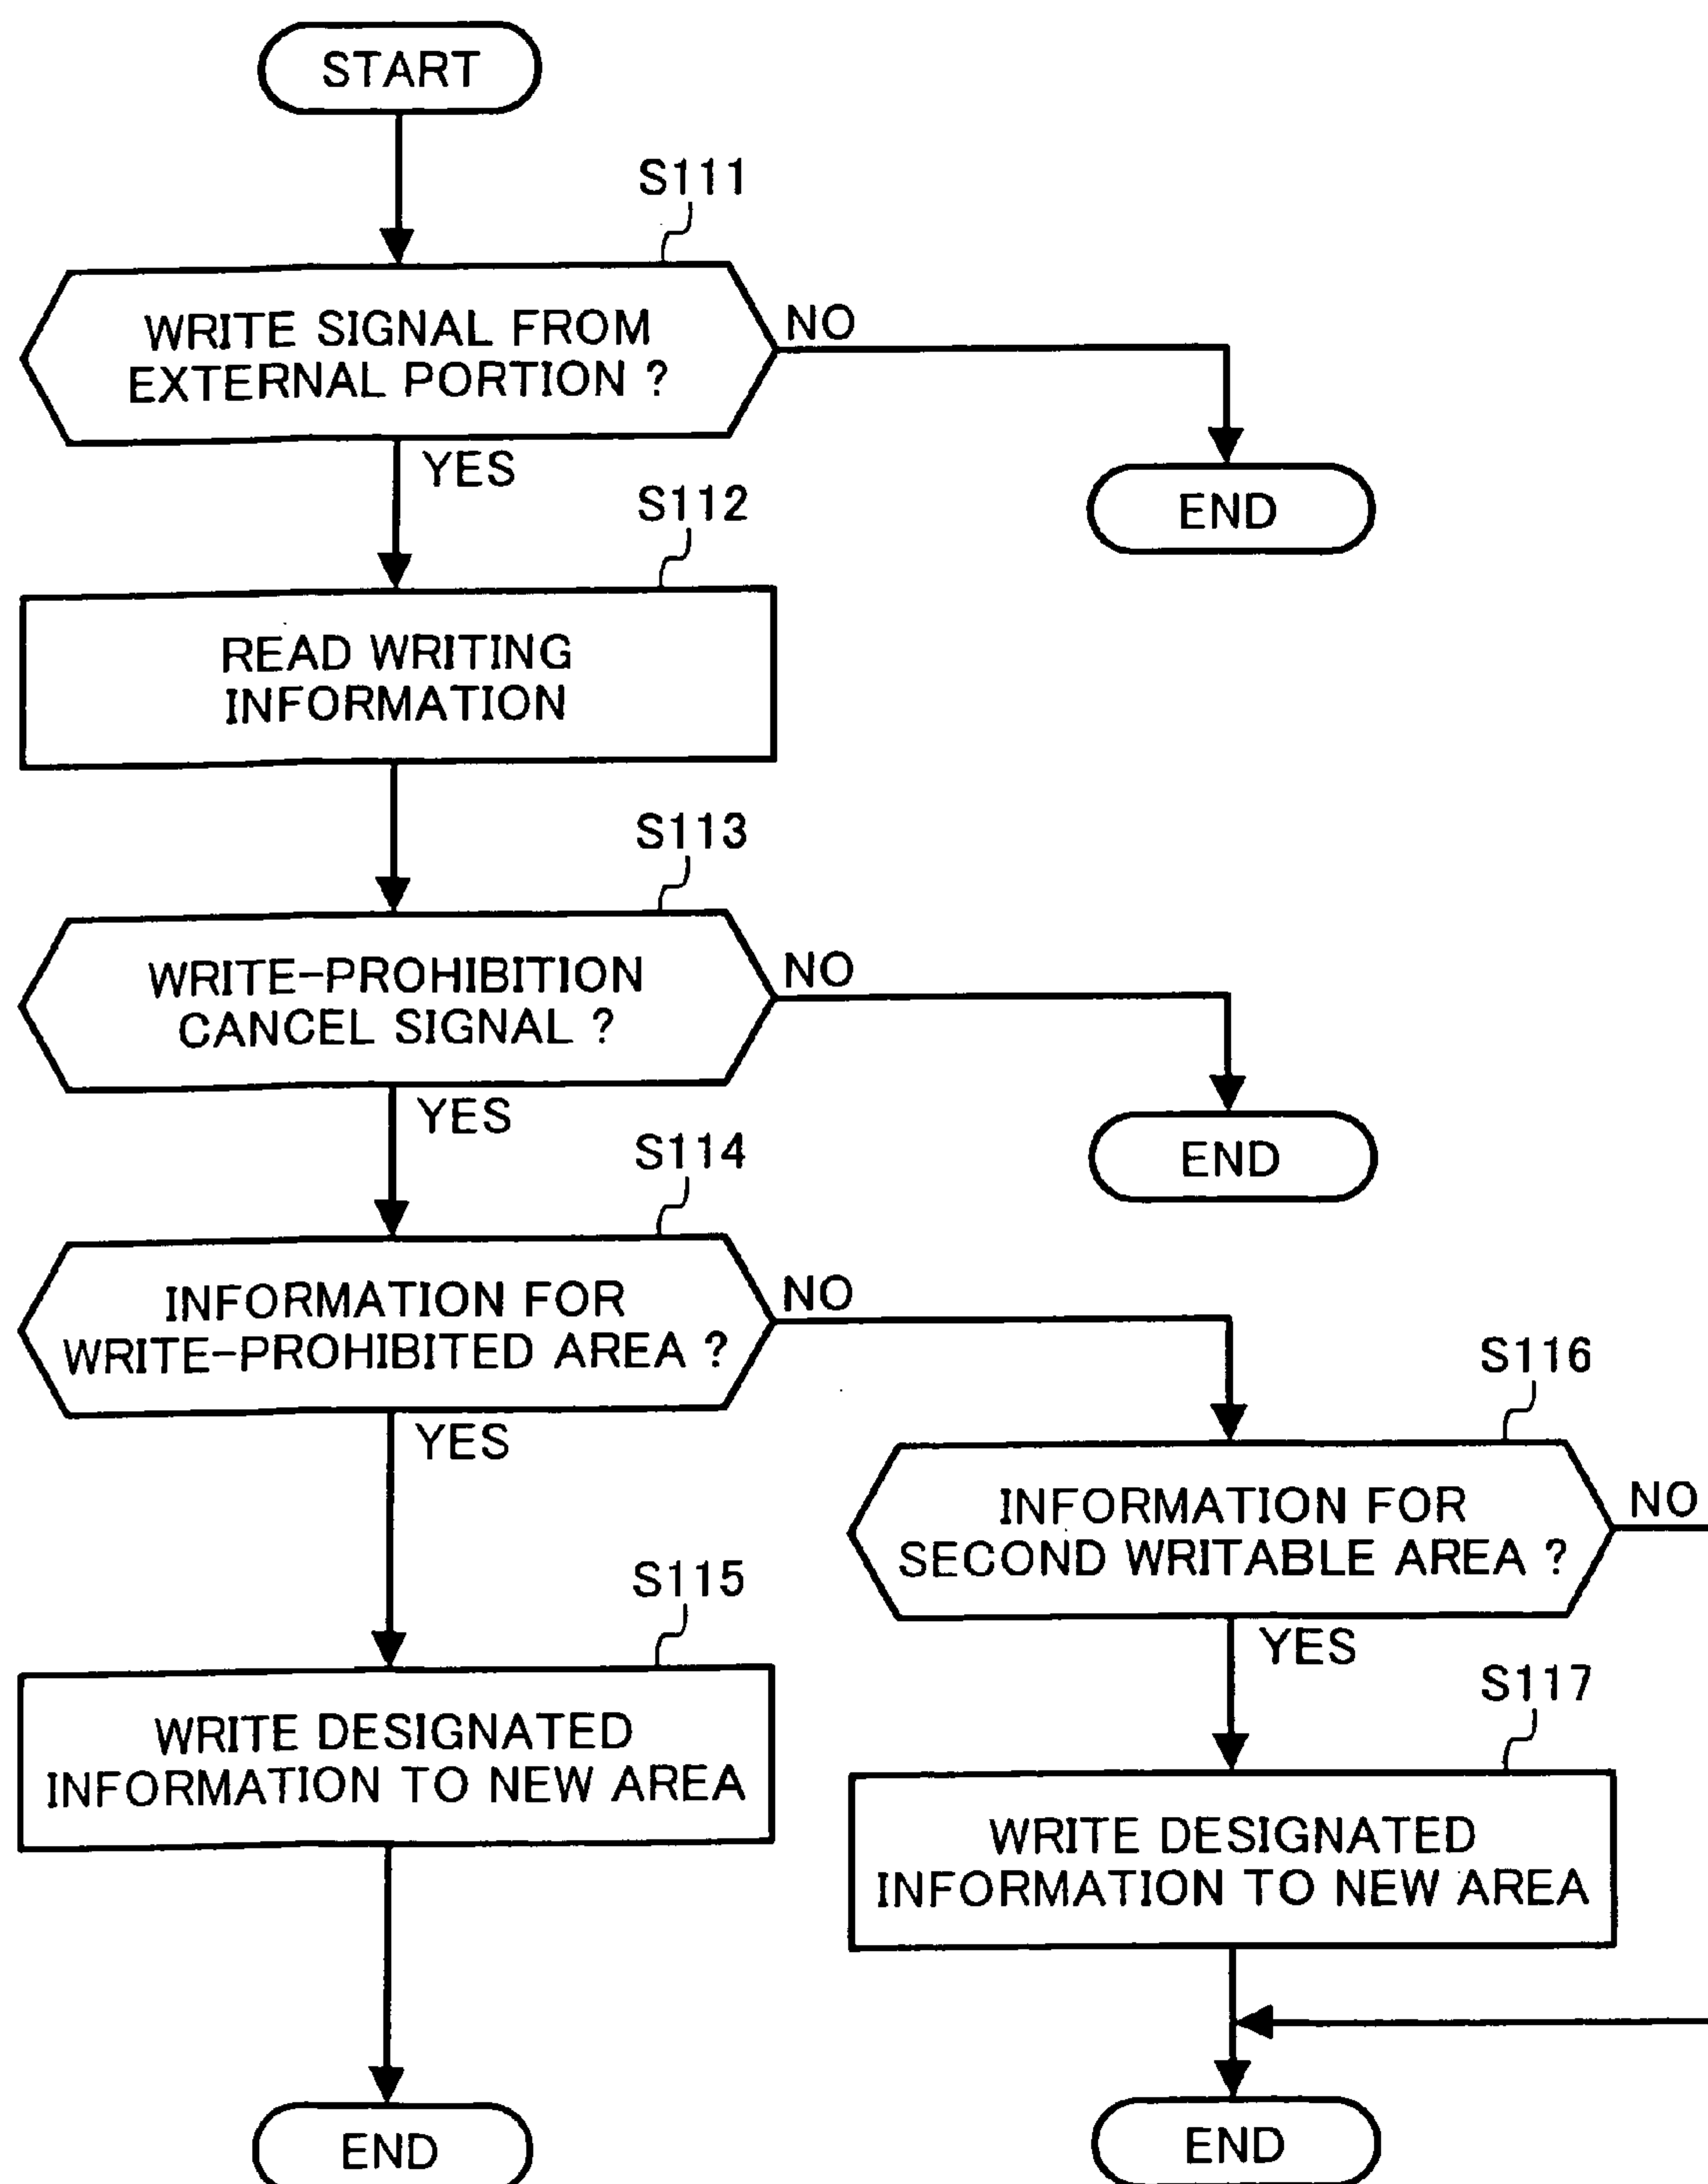 START
S111
WRITE SIGNAL FROM
EXTERNAL PORTION ?
NO
YES
END
S112
READ WRITING
INFORMATION
S113
WRITE-PROHIBITION
CANCEL SIGNAL ?
NO
YES
END
S114
INFORMATION FOR
WRITE-PROHIBITED AREA ?
NO
YES
S116
INFORMATION FOR
SECOND WRITABLE AREA ?
NO
YES
S115
WRITE DESIGNATED
INFORMATION TO NEW AREA
S117
WRITE DESIGNATED
INFORMATION TO NEW AREA
END
END